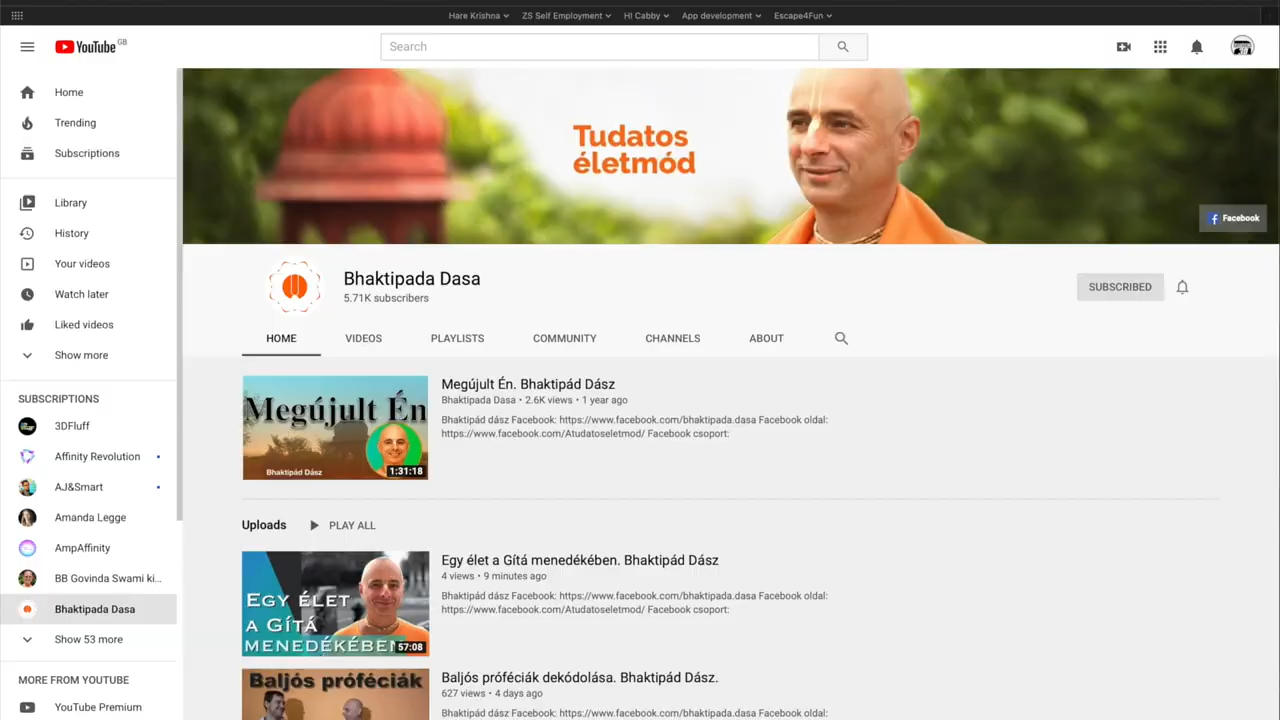 Hare Krishna
ZS Self Employment
HI Cabby
App development
Escape4Fun
YouTube GB
Search
Home
Trending
Subscriptions
Library
History
Your videos
Watch later
Liked videos
Show more
SUBSCRIPTIONS
3DFluff
Affinity Revolution
AJ&Smart
Amanda Legge
AmpAffinity
BB Govinda Swami ki...
Bhaktipada Dasa
Show 53 more
MORE FROM YOUTUBE
YouTube Premium
Tudatos
életmód
Facebook
Bhaktipada Dasa
5.71K subscribers
SUBSCRIBED
HOME VIDEOS PLAYLISTS COMMUNITY CHANNELS ABOUT
Megújult Én
Bhaktipád Dász
1:31:18
Megújult Én. Bhaktipád Dász
Bhaktipada Dasa • 2.6K views • 1 year ago
Bhaktipád dász Facebook: https://www.facebook.com/bhaktipada.dasa Facebook oldal:
https://www.facebook.com/Atudatoseletmod/ Facebook csoport:
Uploads PLAY ALL
EGY ÉLET
A GÍTÁ
MENEDÉKÉBEN
57:08
Egy élet a Gítá menedékében. Bhaktipád Dász
4 views • 9 minutes ago
Bhaktipád dász Facebook: https://www.facebook.com/bhaktipada.dasa Facebook oldal:
https://www.facebook.com/Atudatoseletmod/ Facebook csoport:
Baljós próféciák
Baljós próféciák dekódolása. Bhaktipád Dász.
627 views • 4 days ago
Bhaktipád dász Facebook: https://www.facebook.com/bhaktipada.dasa Facebook oldal: